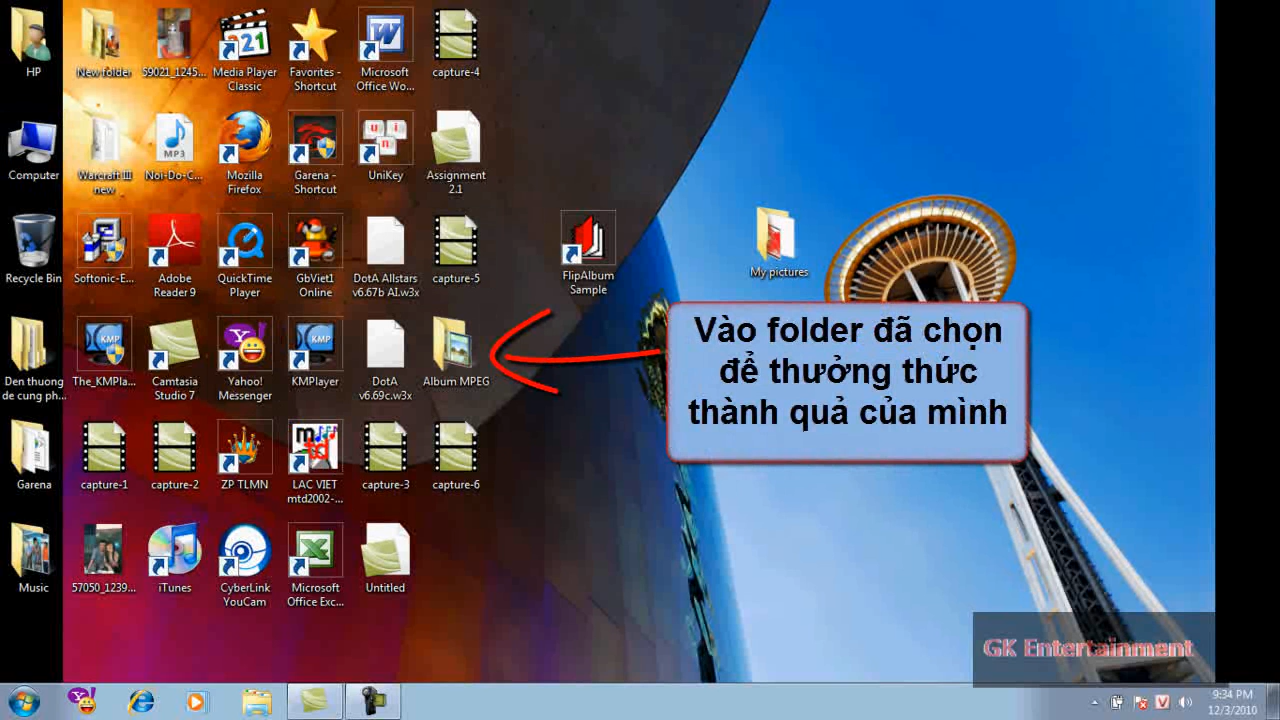 HP
New folder
59021_1245...
Media Player
Classic
Favorites -
Shortcut
Microsoft
Office Wo...
capture-4
Computer
Warcraft III
new
MP3
Noi-Do-C...
Mozilla
Firefox
Garena -
Shortcut
UniKey
Assignment
2.1
Recycle Bin
Softonic-E...
Adobe
Reader 9
QuickTime
Player
GbViet1
Online
DotA Allstars
v6.67b AI.w3x
capture-5
FlipAlbum
Sample
My pictures
Den thuong
de cung ph...
The_KMPla...
Camtasia
Studio 7
Yahoo!
Messenger
KMPlayer
DotA
v6.69c.w3x
Album MPEG
Vào folder đã chọn
để thưởng thức
thành quả của mình
Garena
capture-1
capture-2
ZP TLMN
LAC VIET
mtd2002-...
capture-3
capture-6
Music
57050_1239...
iTunes
CyberLink
YouCam
Microsoft
Office Exc...
Untitled
GK Entertainment
9:34 PM
12/3/2010